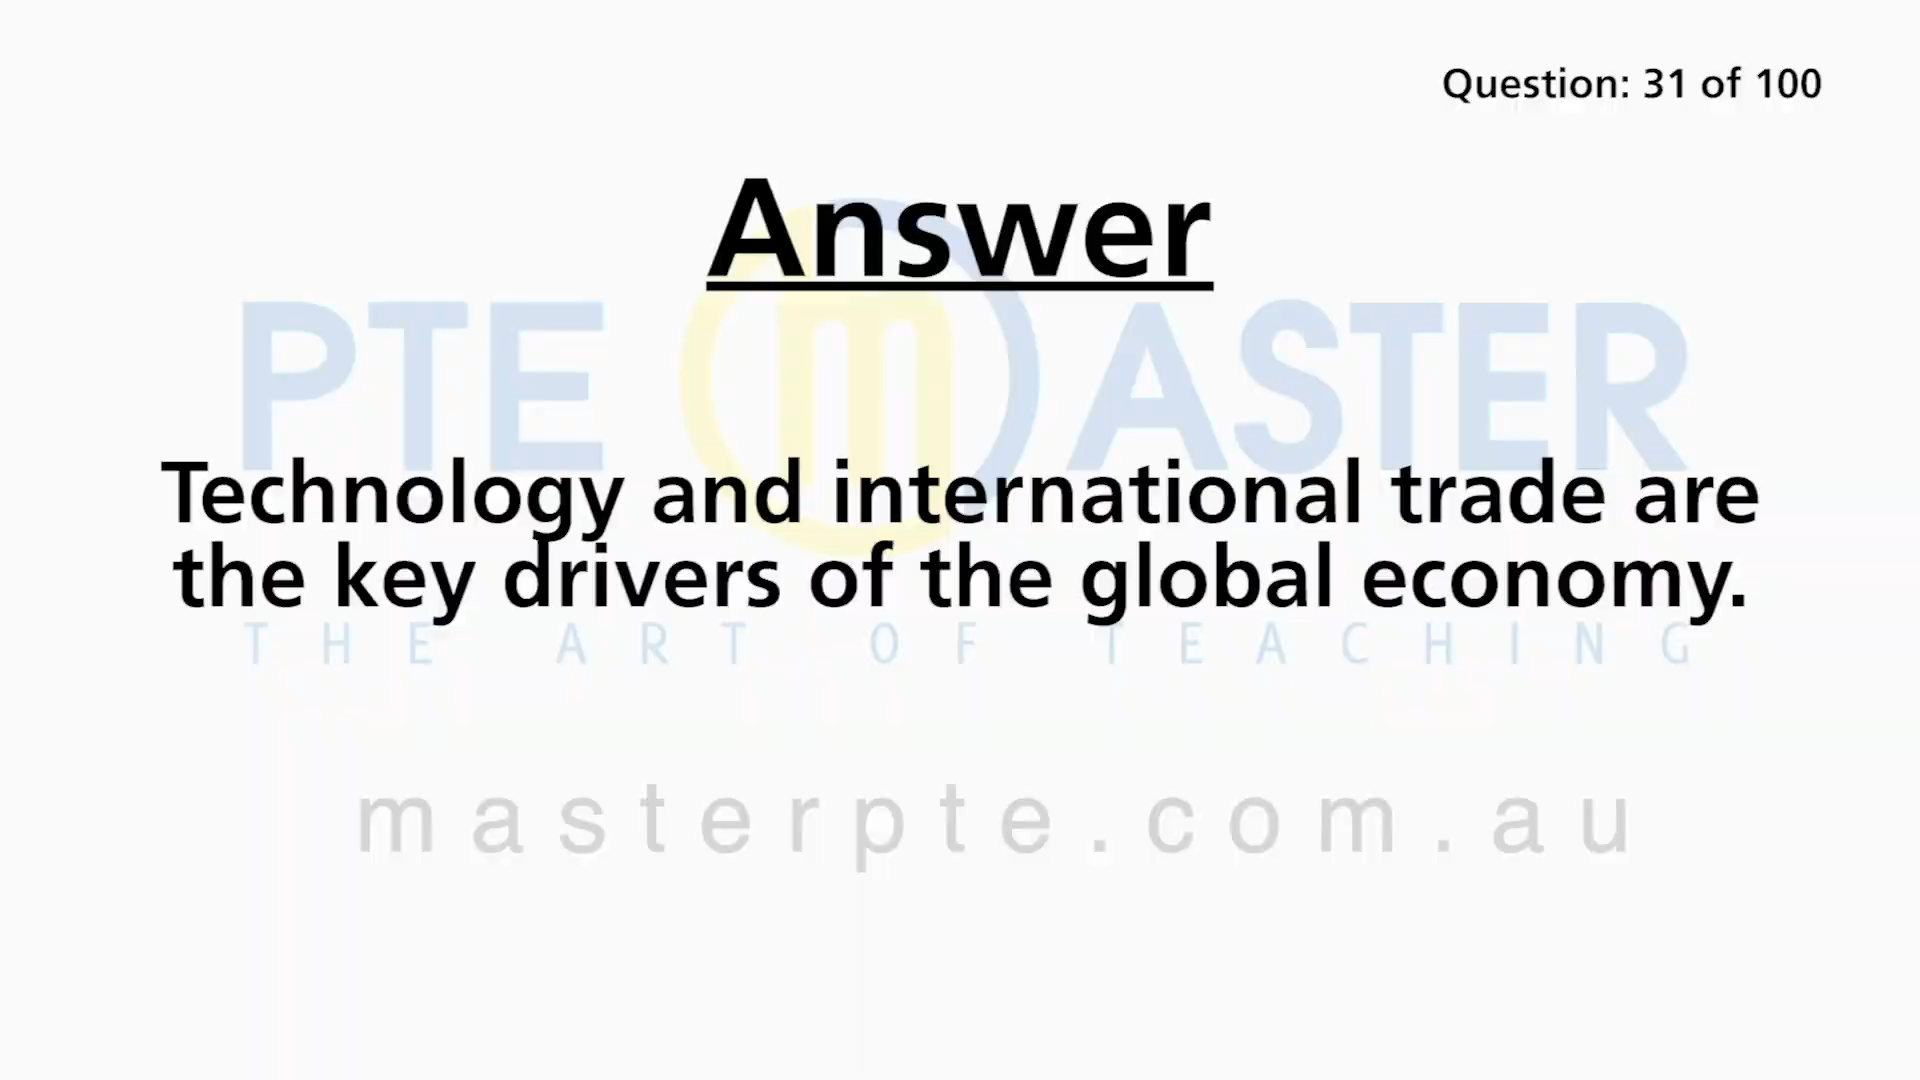 Question: 31 of 100
Answer
PTE MASTER
Technology and international trade are
the key drivers of the global economy.
THE ART OF TEACHING
masterpte.com.au